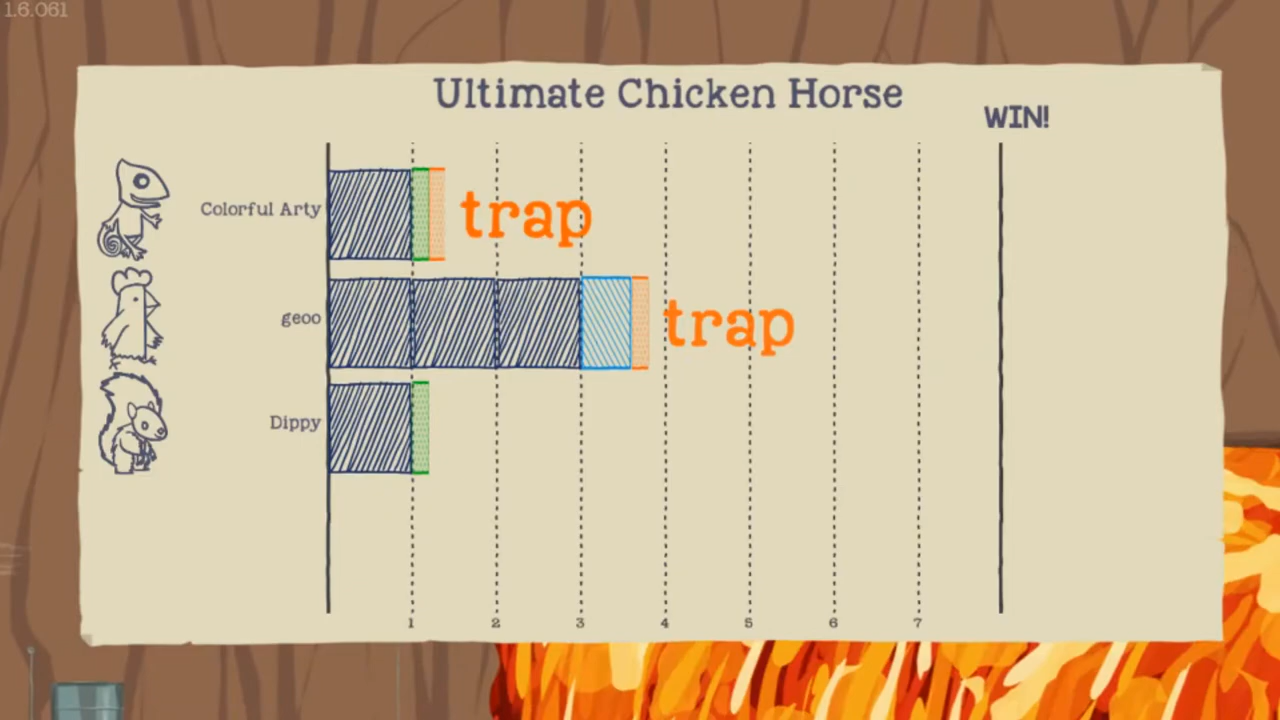 1.6.061
Ultimate Chicken Horse
WIN!
Colorful Arty
trap
geoo
trap
Dippy
1 2 3 4 5 6 7